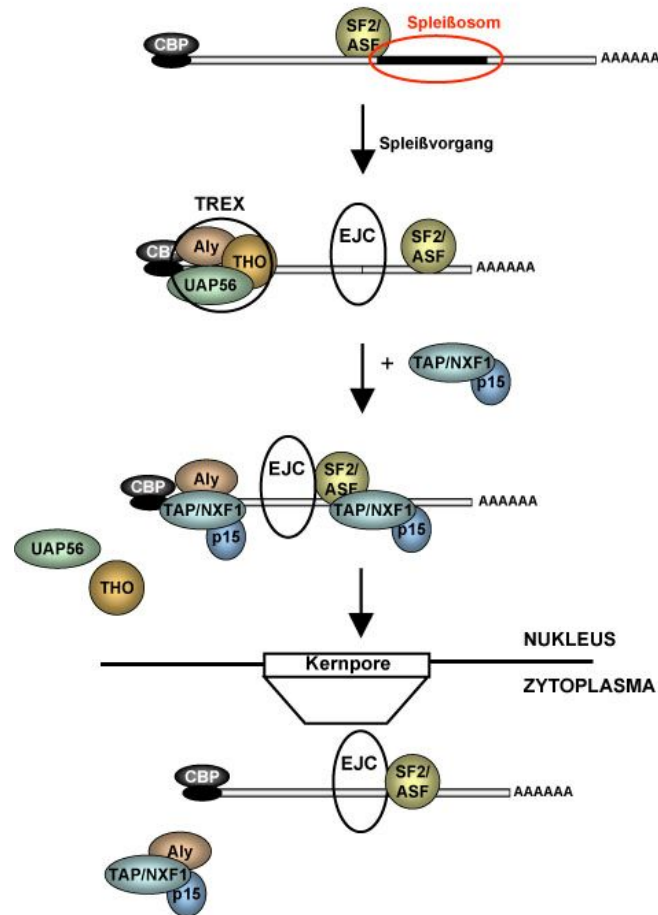 CBP
SF2/
ASF
Spleißosom
AAAAAA
Spleißvorgang
TREX
CB
Aly
THO
UAP56
EJC
SF2/
ASF
AAAAAA
+
TAP/NXF1
p15
CBP
Aly
TAP/NXF1
p15
EJC
SF2/
ASF
TAP/NXF1
p15
AAAAAA
UAP56
THO
NUKLEUS
Kernpore
ZYTOPLASMA
CBP
EJC
SF2/
ASF
AAAAAA
Aly
TAP/NXF1
p15